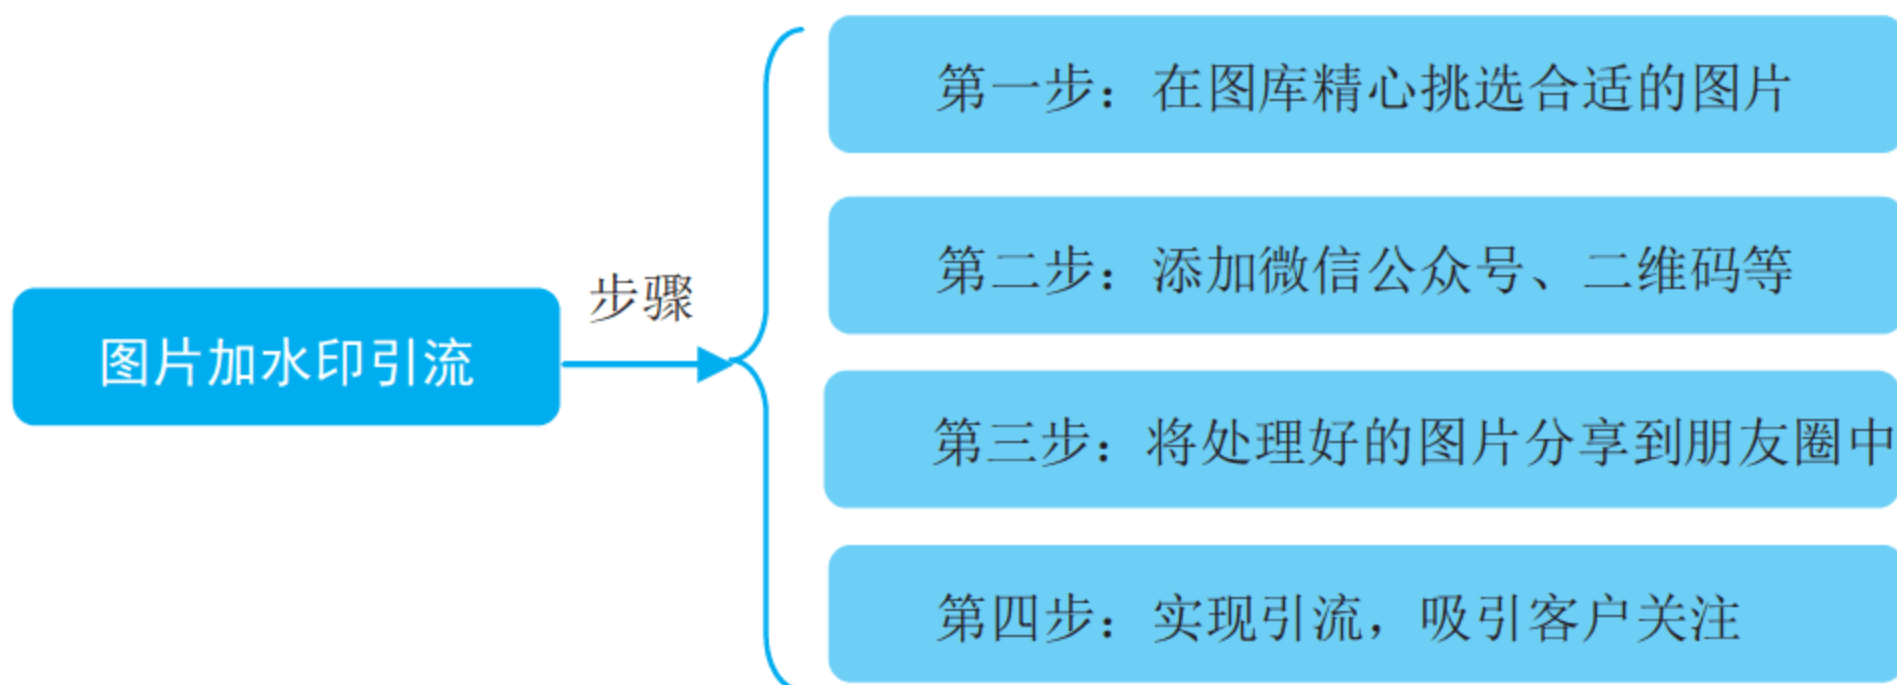 第一步：在图库精心挑选合适的图片
第二步：添加微信公众号、二维码等
步骤
图片加水印引流
第三步：将处理好的图片分享到朋友圈中
第四步：实现引流，吸引客户关注